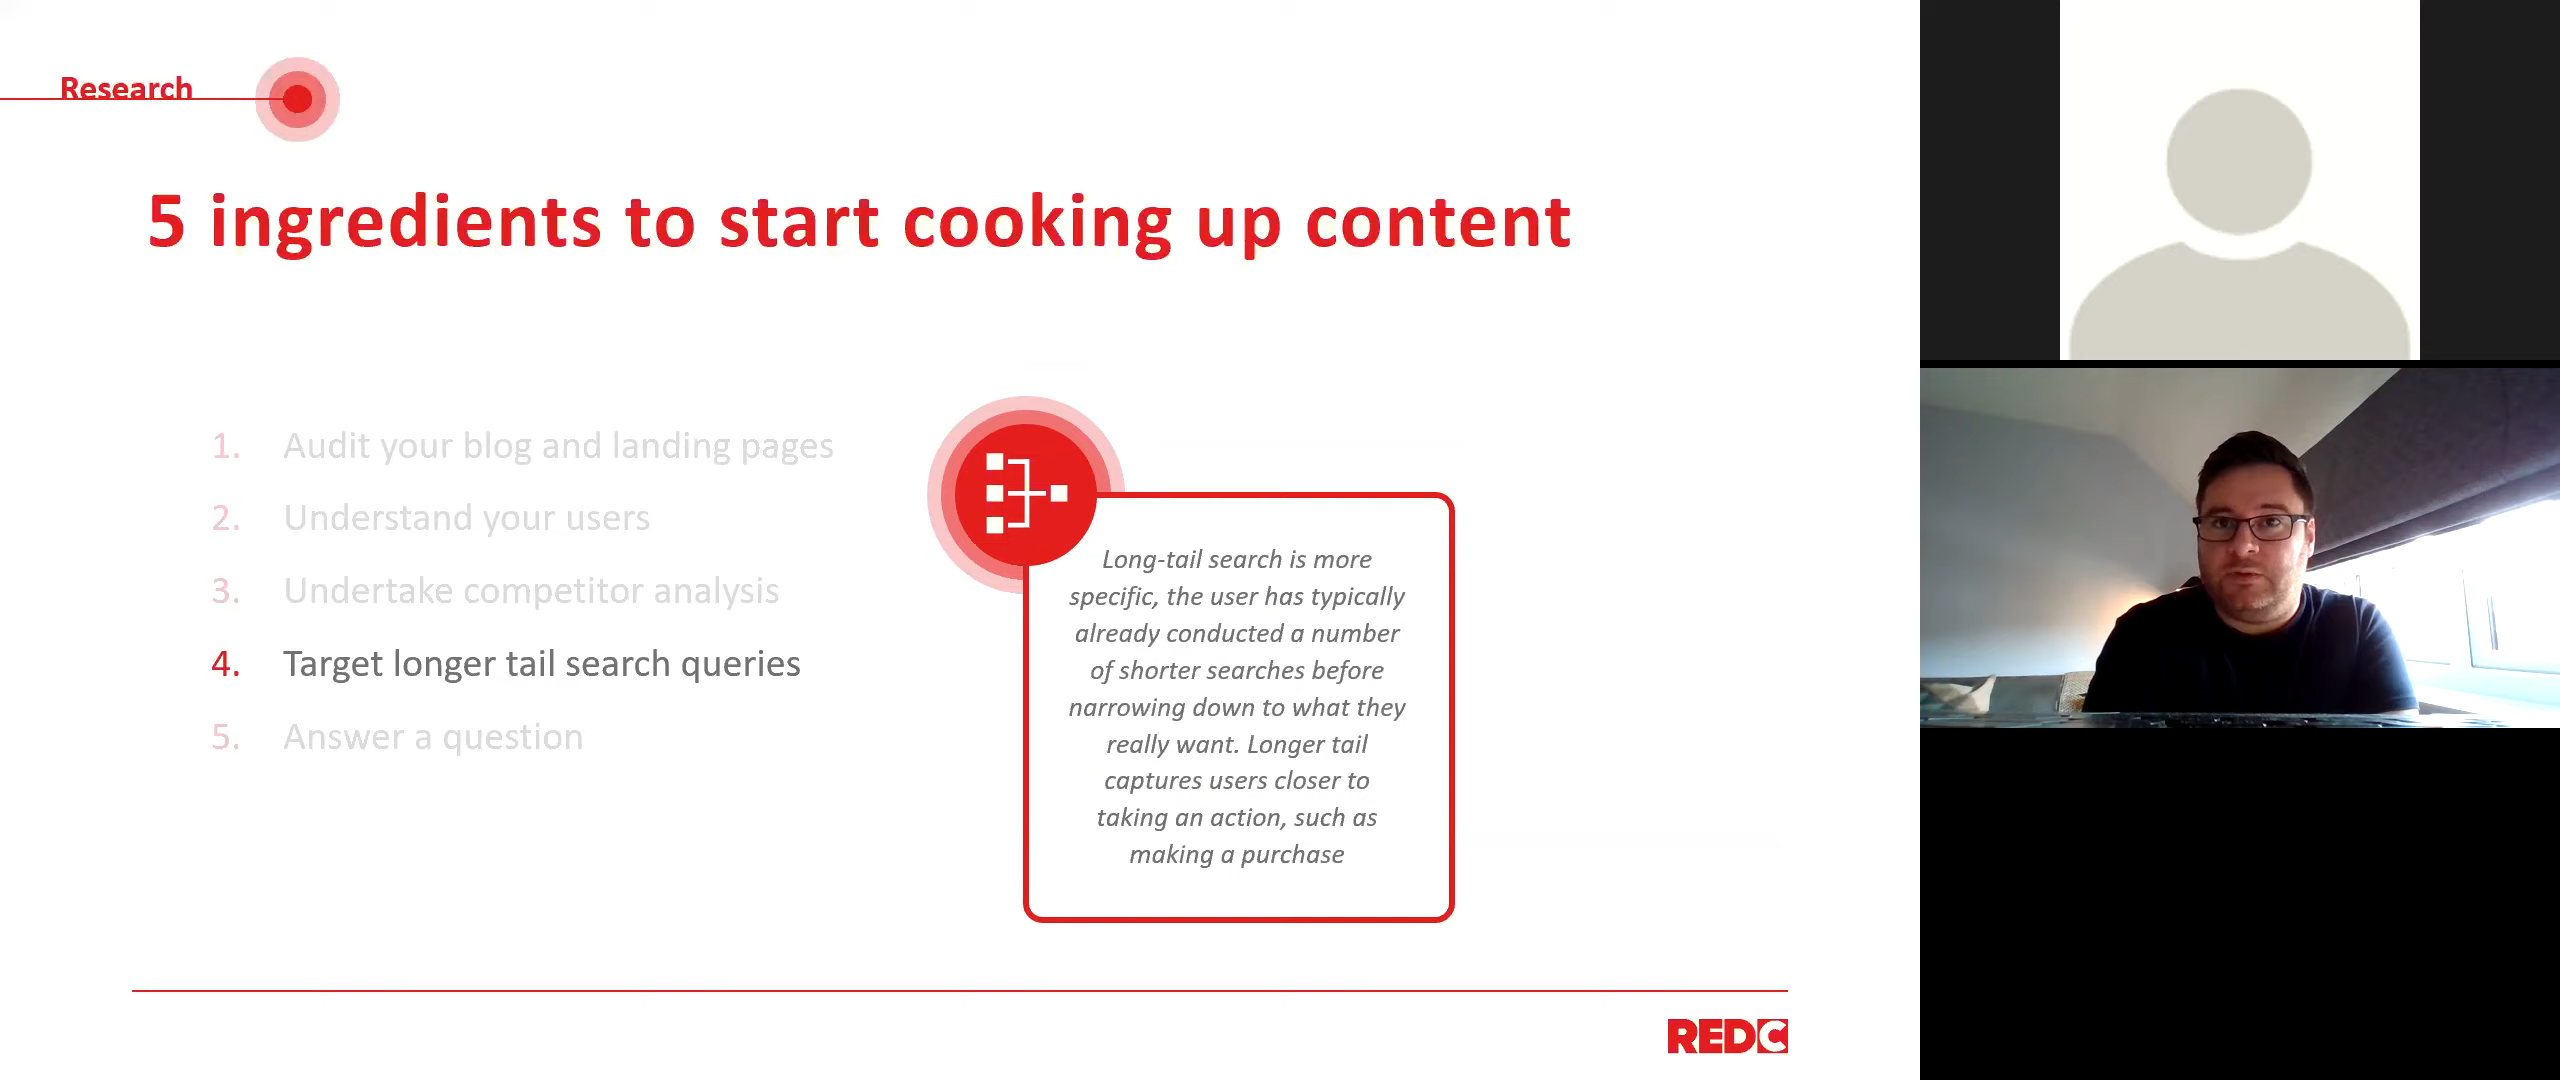 Research
5 ingredients to start cooking up content
1. Audit your blog and landing pages
2. Understand your users
3. Undertake competitor analysis
4. Target longer tail search queries
5. Answer a question
Long-tail search is more
specific, the user has typically
already conducted a number
of shorter searches before
narrowing down to what they
really want. Longer tail
captures users closer to
taking an action, such as
making a purchase
REDC